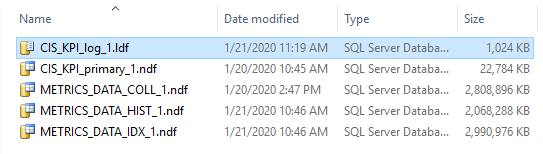 Name Date modified Type Size
CIS_KPI_log_1.ldf 1/21/2020 11:19 AM SQL Server Databa... 1,024 KB
CIS_KPI_primary_1.ndf 1/20/2020 10:45 AM SQL Server Databa... 22,784 KB
METRICS_DATA_COLL_1.ndf 1/20/2020 2:47 PM SQL Server Databa... 2,808,896 KB
METRICS_DATA_HIST_1.ndf 1/21/2020 10:46 AM SQL Server Databa... 2,068,288 KB
METRICS_DATA_IDX_1.ndf 1/21/2020 10:46 AM SQL Server Databa... 2,990,976 KB